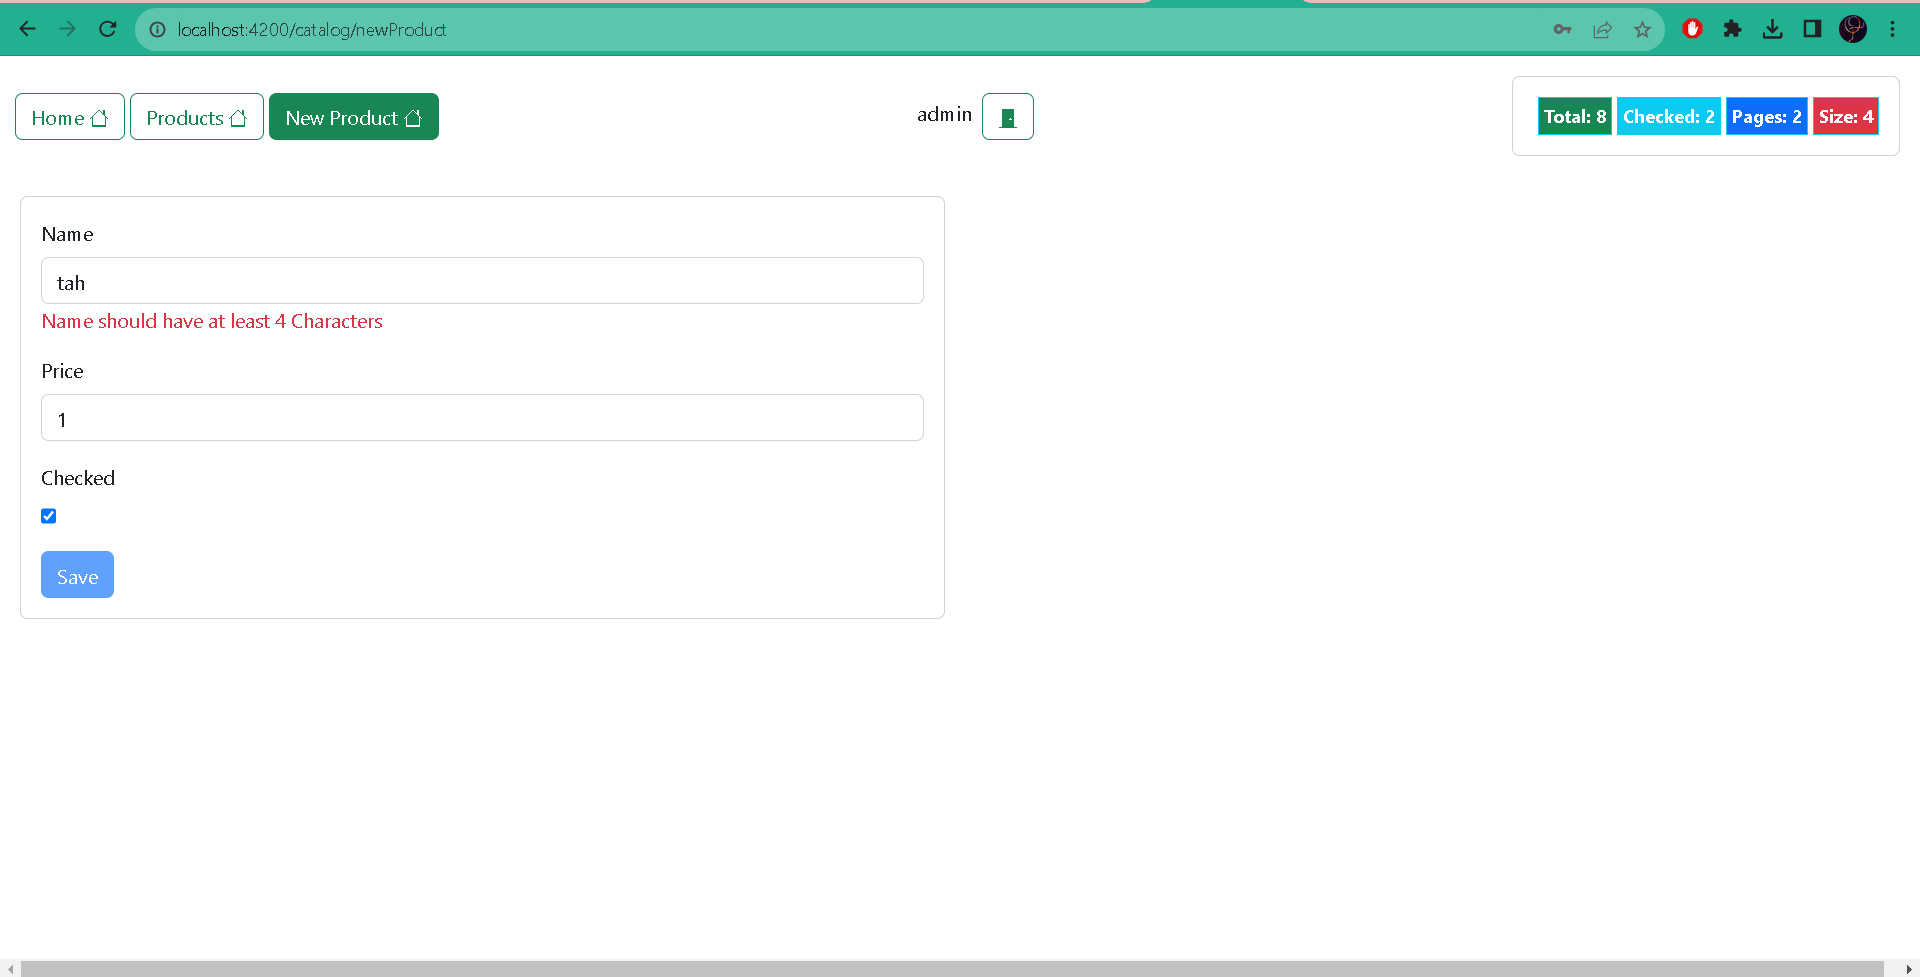 localhost:4200/catalog/newProduct
Home Products New Product admin Total: 8 Checked: 2 Pages: 2 Size: 4
Name
tah
Name should have at least 4 Characters
Price
1
Checked
Save